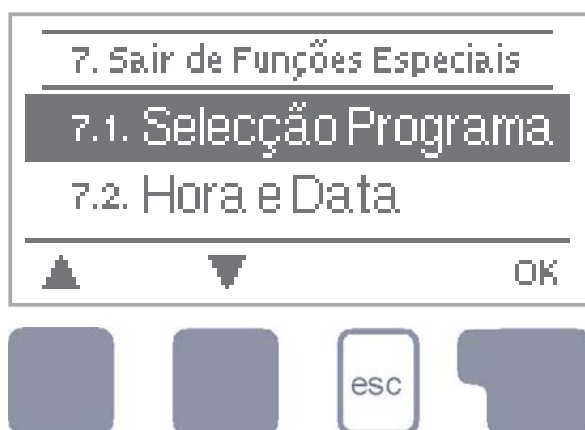 7. Sair de Funções Especiais
7.1. Selecção Programa
7.2. Hora e Data
OK
esc